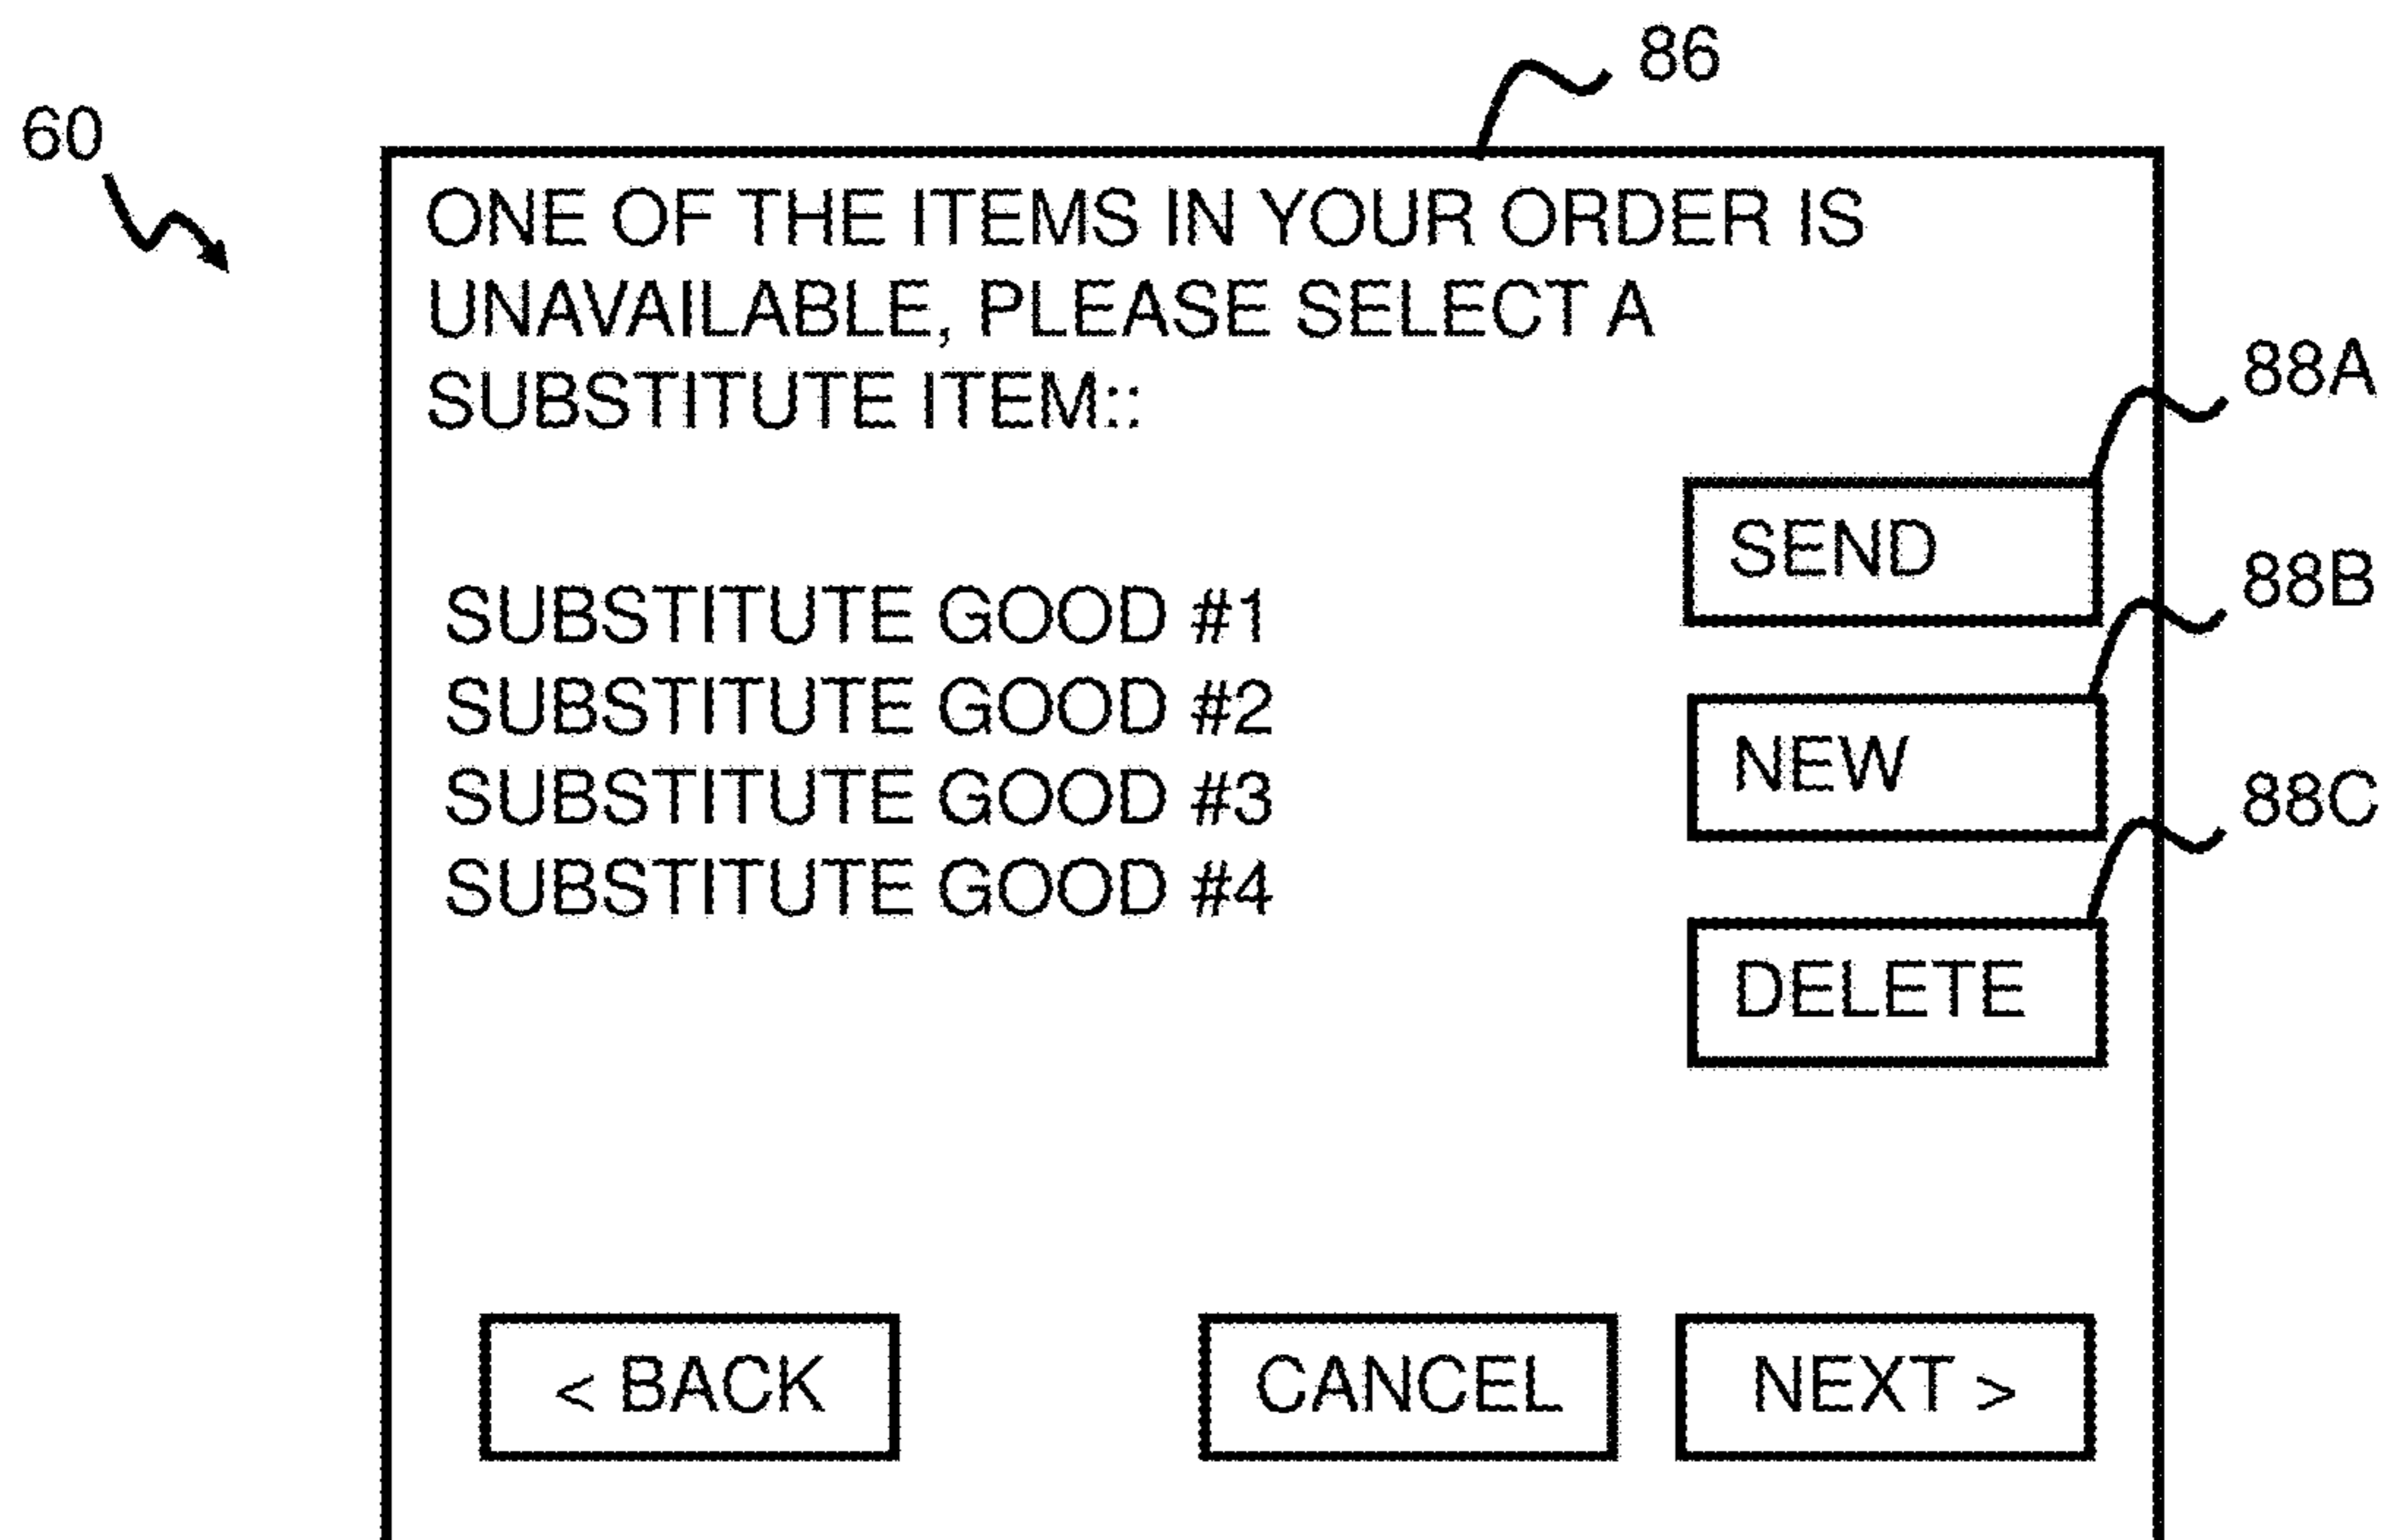 86
60
ONE OF THE ITEMS IN YOUR ORDER IS
UNAVAILABLE, PLEASE SELECT A
SUBSTITUTE ITEM::
88A
SEND
88B
SUBSTITUTE GOOD #1
SUBSTITUTE GOOD #2
NEW
SUBSTITUTE GOOD #3
88C
SUBSTITUTE GOOD #4
DELETE
< BACK
CANCEL
NEXT >